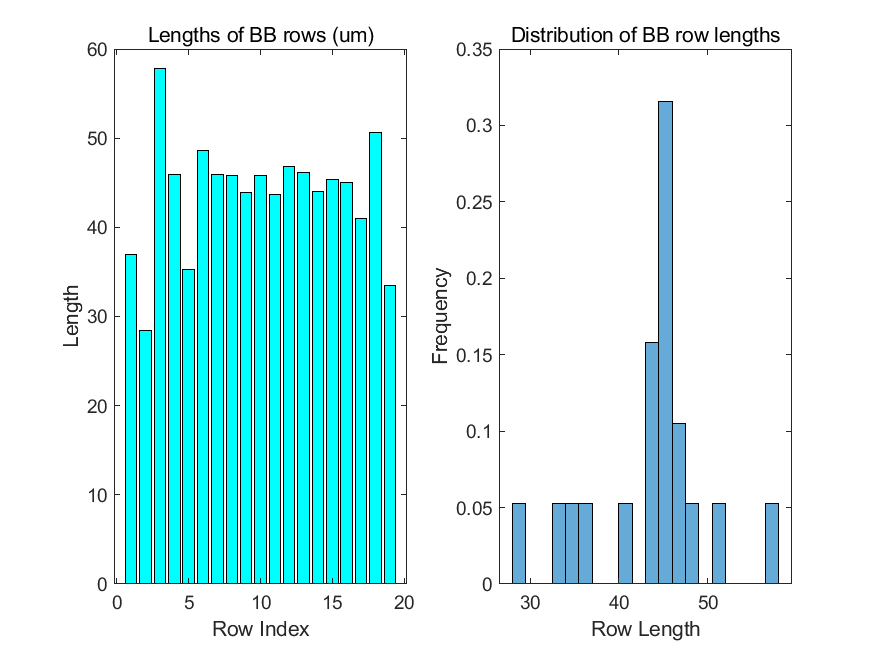 Lengths of BB rows (um)
60
50
40
30
20
10
0
Length
0 5 10 15 20
Row Index
Distribution of BB row lengths
0.35
0.3
0.25
0.2
0.15
0.1
0.05
0
Frequency
30 40 50
Row Length